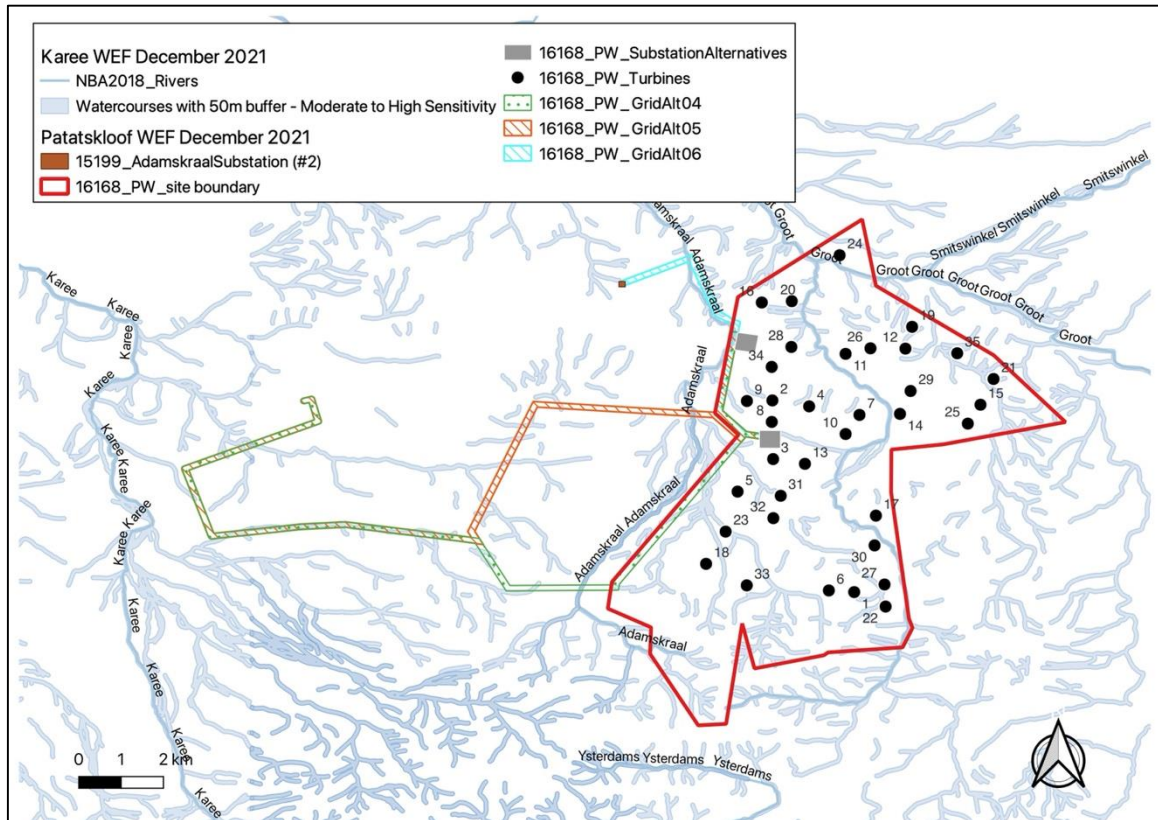 Karee WEF December 2021
NBA2018_Rivers
Watercourses with 50m buffer - Moderate to High Sensitivity
Patatskloof WEF December 2021
15199_AdamskraalSubstation (#2)
16168_PW_site boundary
16168_PW_SubstationAlternatives
16168_PW_Turbines
16168_PW_GridAlt04
16168_PW_GridAlt05
16168_PW_GridAlt06
Smitswinkel
Smitswinkel
Smitswinkel
Smitswinkel
Groot
Adamskraal
Adamskraal
24
Groot
Groot Groot
Groot
Groot Groot
Groot
Karee
Karee
Karee
Karee
16
20
19
28
26
12
35
11
34
21
29
15
9
2
4
7
8
14
25
10
Adamskraal
3
13
5
31
32
17
23
30
18
33
6
27
1
22
Karee Karee
Karee Karee
Karee
Adamskraal Adamskraal
Adamskraal
Karee
Karee
Karee
Karee
Ysterdams Ysterdams Ysterdams
0 1 2 km